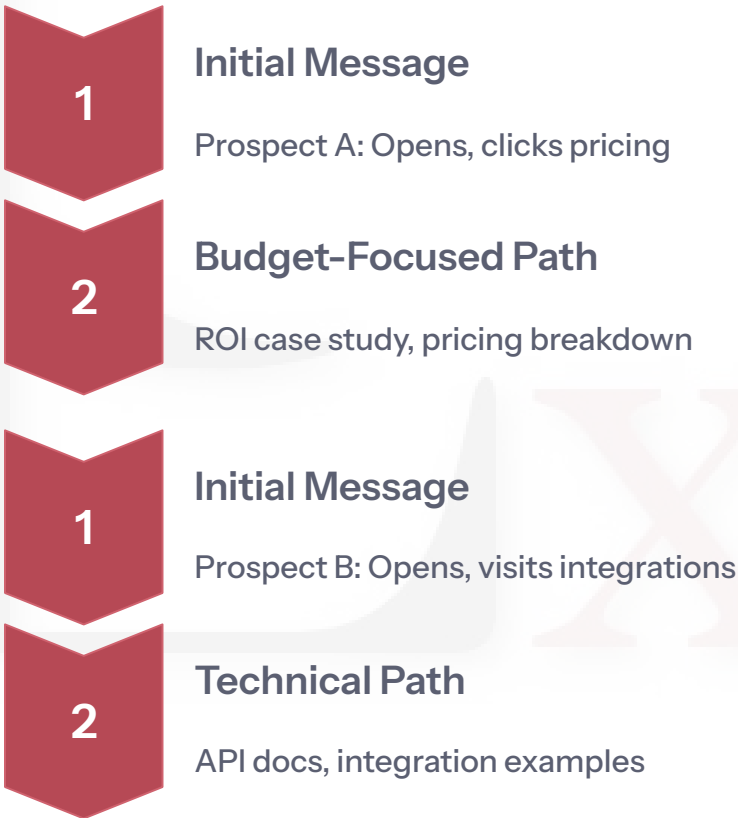 1
Initial Message
Prospect A: Opens, clicks pricing
2
Budget-Focused Path
ROI case study, pricing breakdown
1
Initial Message
Prospect B: Opens, visits integrations
2
Technical Path
API docs, integration examples